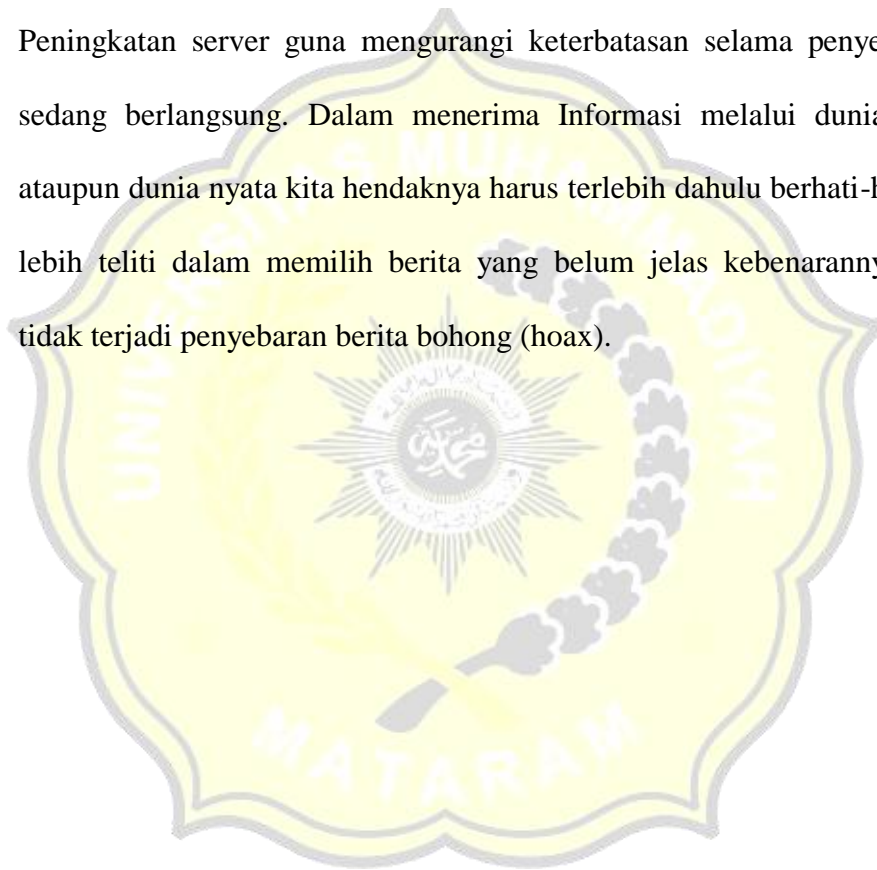 Peningkatan server guna mengurangi keterbatasan selama penye
sedang berlangsung. Dalam menerima Informasi melalui dunia
ataupun dunia nyata kita hendaknya harus terlebih dahulu berhati-h
lebih teliti dalam memilih berita yang belum jelas kebenaranny
tidak terjadi penyebaran berita bohong (hoax).
UNIVERSITAS MUHAMMADIYAH
MATARAM